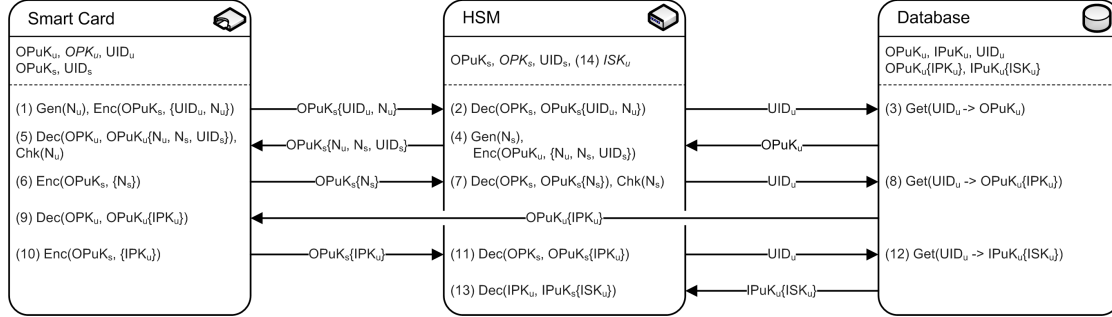 Smart Card
HSM
Database
OPuKu, OPKu, UIDu
OPuKs, UIDs
OPuKs, OPKs, UIDs, (14) ISKu
OPuKu, IPuKu, UIDu
OPuKu{IPKu}, IPuKu{ISKu}
(1) Gen(Nu), Enc(OPuKs, {UIDu, Nu})
OPuKs{UIDu, Nu}
(2) Dec(OPKs, OPuKs{UIDu, Nu})
UIDu
(3) Get(UIDu -> OPuKu)
(5) Dec(OPKu, OPuKu{Nu, Ns, UIDs}),
Chk(Nu)
OPuKs{Nu, Ns, UIDs}
(4) Gen(Ns),
Enc(OPuKu, {Nu, Ns, UIDs})
OPuKu
(6) Enc(OPuKs, {Ns})
OPuKs{Ns}
(7) Dec(OPKs, OPuKs{Ns}), Chk(Ns)
UIDu
(8) Get(UIDu -> OPuKu{IPKu})
(9) Dec(OPKu, OPuKu{IPKu})
OPuKu{IPKu}
(10) Enc(OPuKs, {IPKu})
OPuKs{IPKu}
(11) Dec(OPKs, OPuKs{IPKu})
UIDu
(12) Get(UIDu -> IPuKu{ISKu})
(13) Dec(IPKu, IPuKs{ISKu})
IPuKu{ISKu}